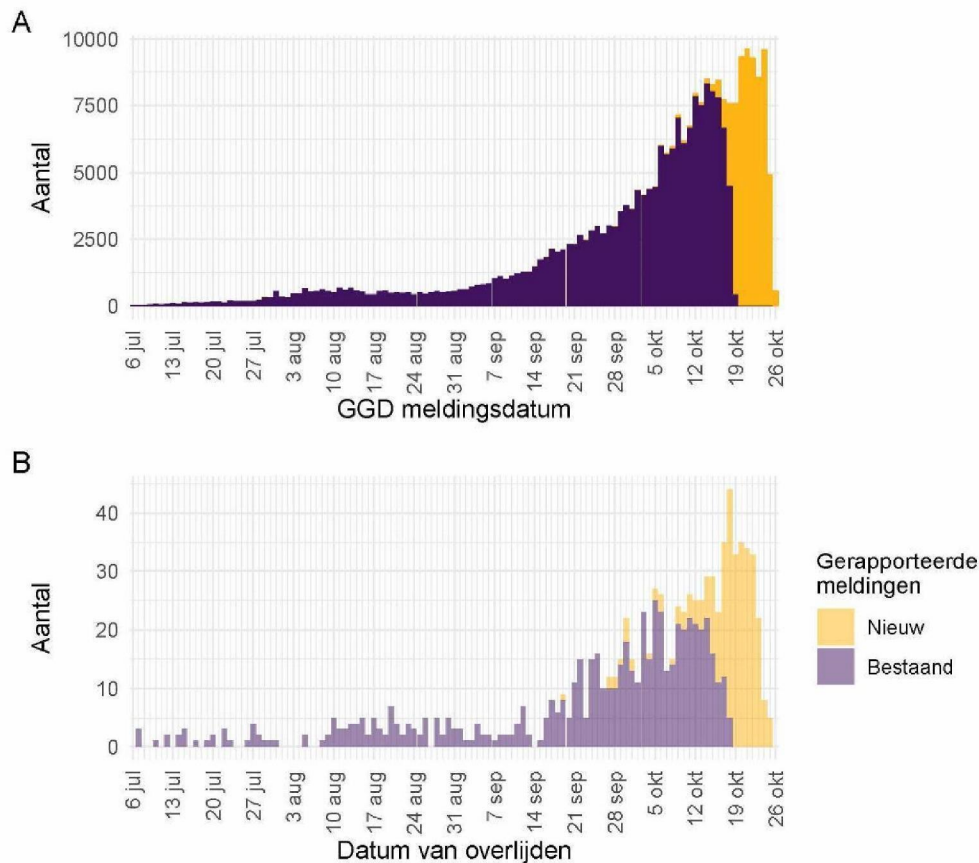 A
10000
7500
5000
2500
0
Aantal
6 jul
13 jul
20 jul
27 jul
3 aug
10 aug
17 aug
24 aug
31 aug
7 sep
14 sep
21 sep
28 sep
5 okt
12 okt
19 okt
26 okt
GGD meldingsdatum
B
40
30
20
10
0
Aantal
6 jul
13 jul
20 jul
27 jul
3 aug
10 aug
17 aug
24 aug
31 aug
7 sep
14 sep
21 sep
28 sep
5 okt
12 okt
19 okt
26 okt
Datum van overlijden
Gerapporteerde
meldingen
Nieuw
Bestaand